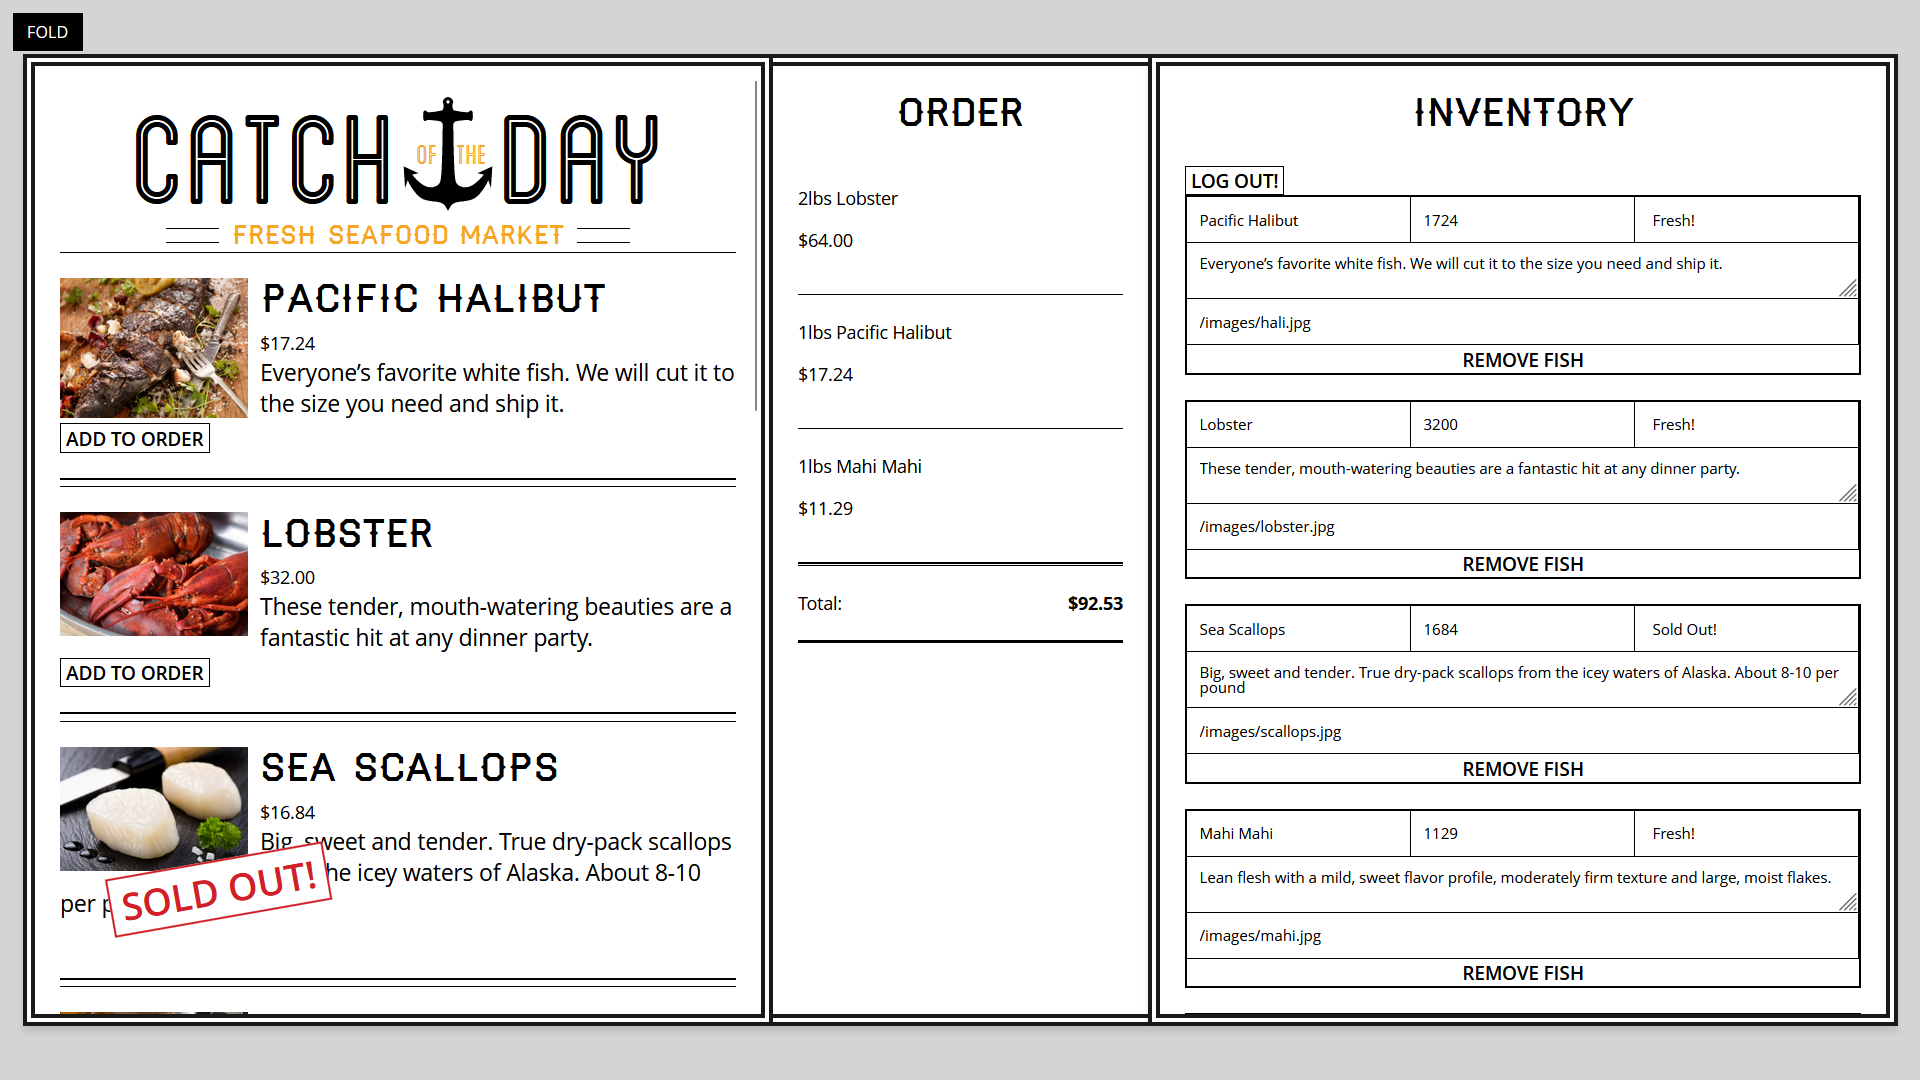 FOLD
CATCH OF THE DAY
FRESH SEAFOOD MARKET
PACIFIC HALIBUT
$17.24
Everyone’s favorite white fish. We will cut it to
the size you need and ship it.
ADD TO ORDER
LOBSTER
$32.00
These tender, mouth-watering beauties are a
fantastic hit at any dinner party.
ADD TO ORDER
SEA SCALLOPS
$16.84
Big, sweet and tender. True dry-pack scallops
the icey waters of Alaska. About 8-10
per
SOLD OUT!
ORDER
2lbs Lobster
$64.00
1lbs Pacific Halibut
$17.24
1lbs Mahi Mahi
$11.29
Total: $92.53
INVENTORY
LOG OUT!
Pacific Halibut 1724 Fresh!
Everyone’s favorite white fish. We will cut it to the size you need and ship it.
/images/hali.jpg
REMOVE FISH
Lobster 3200 Fresh!
These tender, mouth-watering beauties are a fantastic hit at any dinner party.
/images/lobster.jpg
REMOVE FISH
Sea Scallops 1684 Sold Out!
Big, sweet and tender. True dry-pack scallops from the icey waters of Alaska. About 8-10 per
pound
/images/scallops.jpg
REMOVE FISH
Mahi Mahi 1129 Fresh!
Lean flesh with a mild, sweet flavor profile, moderately firm texture and large, moist flakes.
/images/mahi.jpg
REMOVE FISH